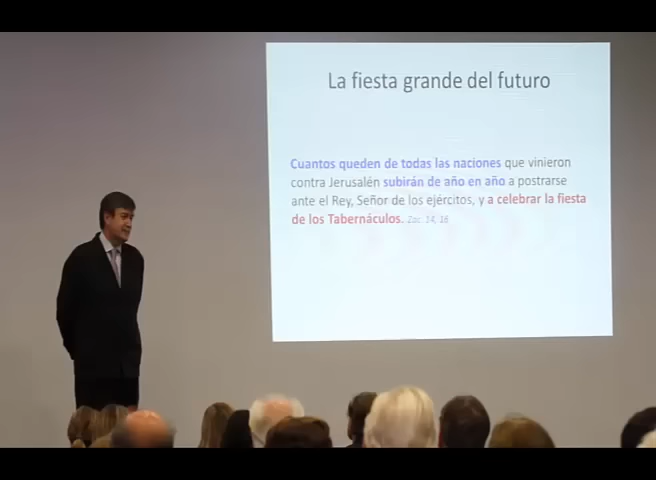 La fiesta grande del futuro
Cuantos queden de todas las naciones que vinieron
contra Jerusalén subirán de año en año a postrarse
ante el Rey, Señor de los ejércitos, y a celebrar la fiesta
de los Tabernáculos. Zac. 14, 16